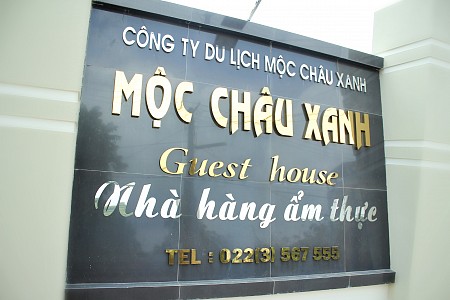 CÔNG TY DU LỊCH MỘC CHÂU XANH
MỘC CHÂU XANH
Guest house
Nhà hàng ẩm thực
TEL : 022(3) 567 555